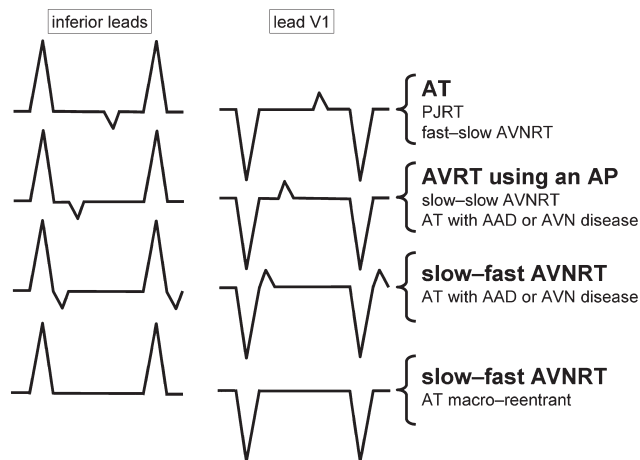 inferior leads
lead V1
AT
PJRT
fast–slow AVNRT
AVRT using an AP
slow–slow AVNRT
AT with AAD or AVN disease
slow–fast AVNRT
AT with AAD or AVN disease
slow–fast AVNRT
AT macro–reentrant